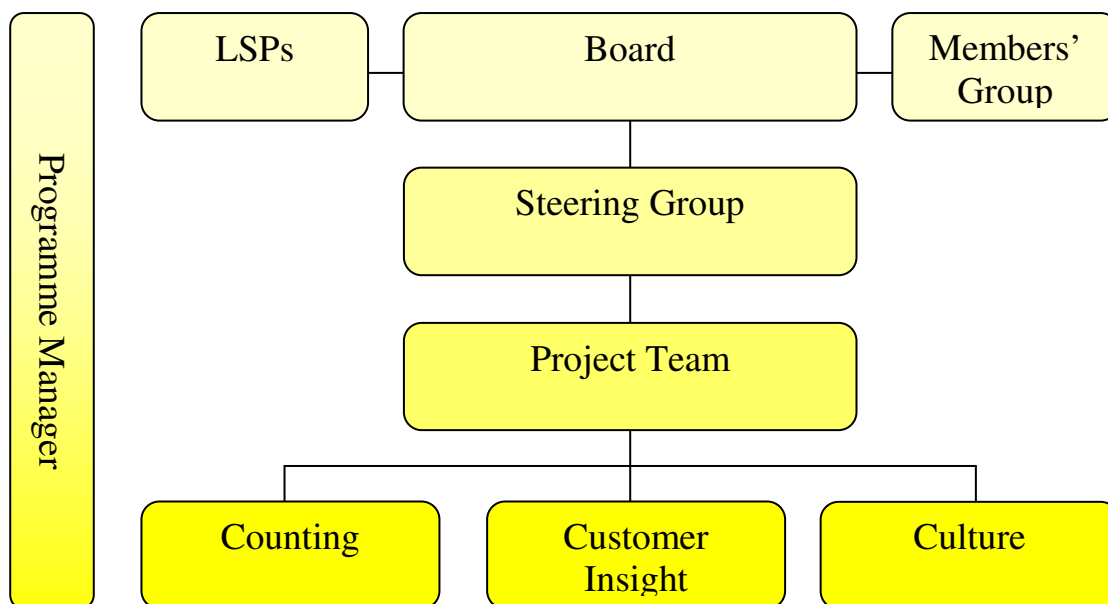 Programme Manager
LSPs
Board
Members’
Group
Steering Group
Project Team
Counting
Customer
Insight
Culture